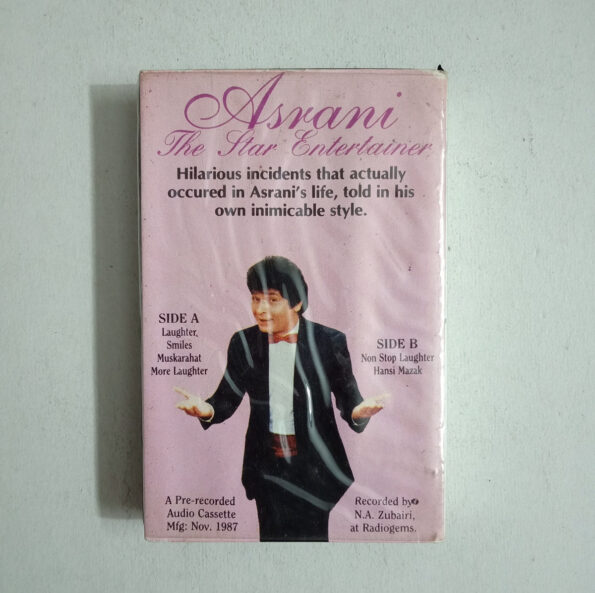 Asrani
The Star Entertainer
Hilarious incidents that actually
occured in Asrani's life, told in his
own inimicable style.
SIDE A
Laughter,
Smiles
Muskarahat
More Laughter
SIDE B
Non Stop Laughter
Hansi Mazak
A Pre-recorded
Audio Cassette
Mfg: Nov. 1987
Recorded by
N.A. Zubairi,
at Radiogems.